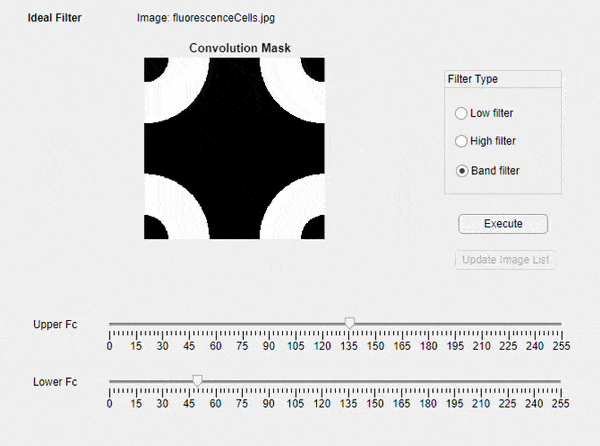 Ideal Filter Image: fluorescenceCells.jpg
Convolution Mask
Filter Type
Low filter
High filter
Band filter
Execute
Update Image List
Upper Fc
0 15 30 45 60 75 90 105 120 135 150 165 180 195 210 225 240 255
Lower Fc
0 15 30 45 60 75 90 105 120 135 150 165 180 195 210 225 240 255